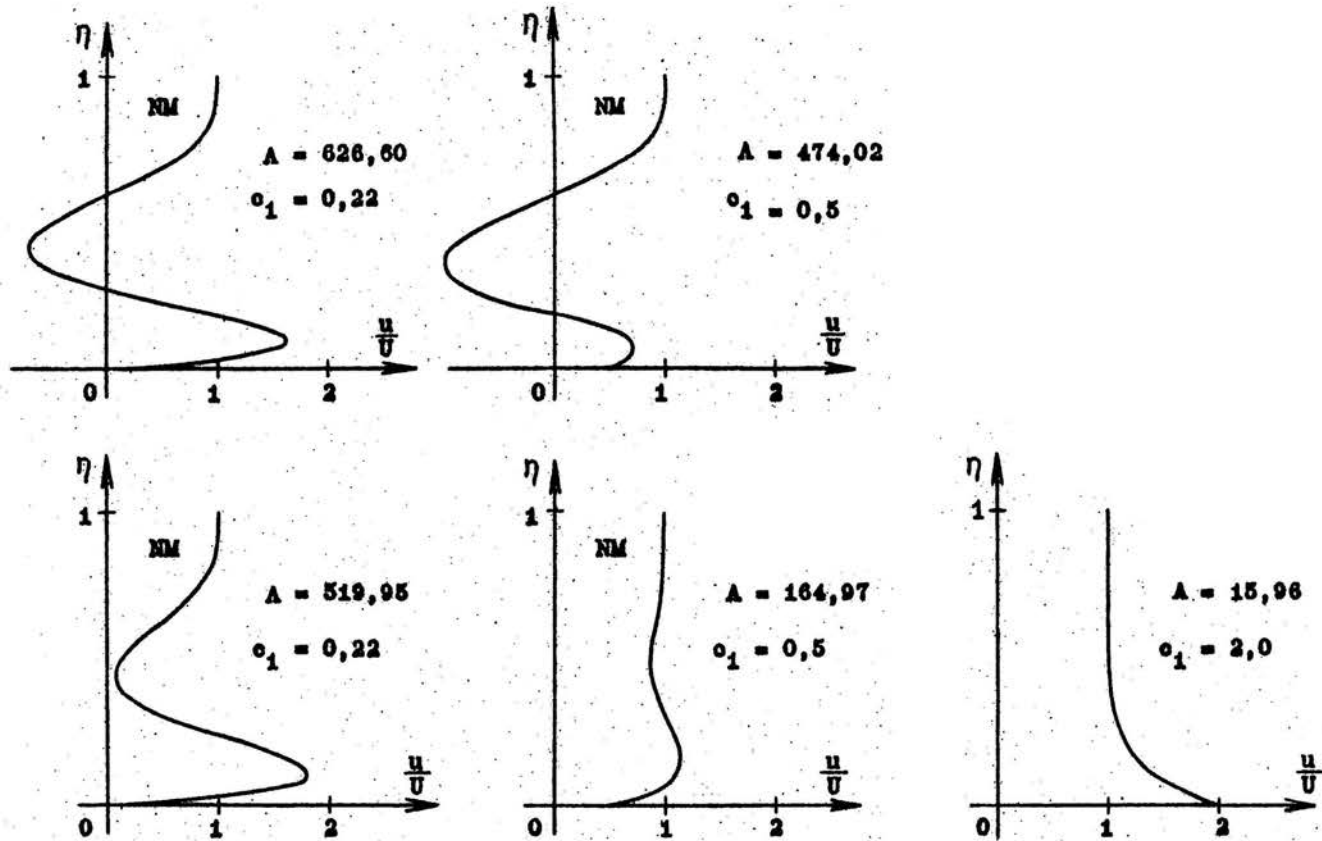 η
1
NM
A = 626,60
c₁ = 0,22
u
U
0
1
2
η
1
NM
A = 474,02
c₁ = 0,5
u
U
0
1
2
η
1
NM
A = 519,95
c₁ = 0,22
u
U
0
1
2
η
1
NM
A = 164,97
c₁ = 0,5
u
U
0
1
2
η
1
A = 15,96
c₁ = 2,0
u
U
0
1
2